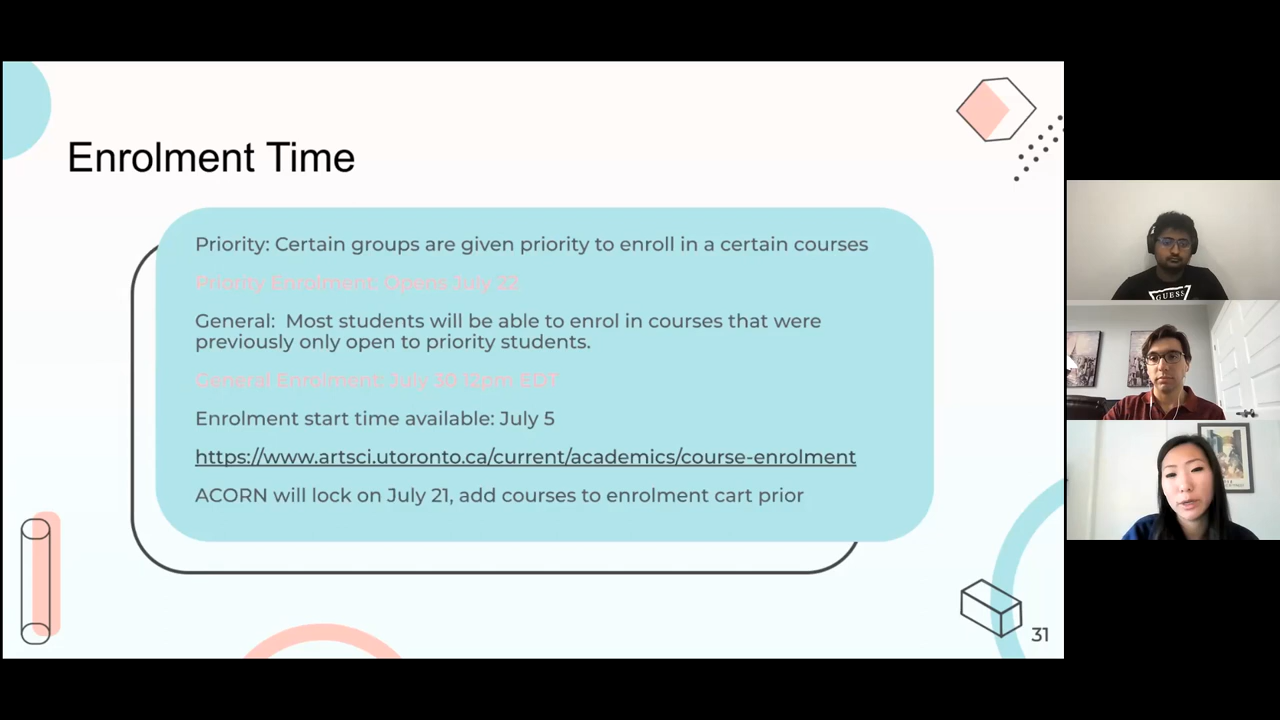 Enrolment Time
Priority: Certain groups are given priority to enroll in a certain courses
Priority Enrolment: Opens July 22
General:  Most students will be able to enrol in courses that were
previously only open to priority students.
General Enrolment: July 30 12pm EDT
Enrolment start time available: July 5
https://www.artsci.utoronto.ca/current/academics/course-enrolment
ACORN will lock on July 21, add courses to enrolment cart prior
31
GUESS